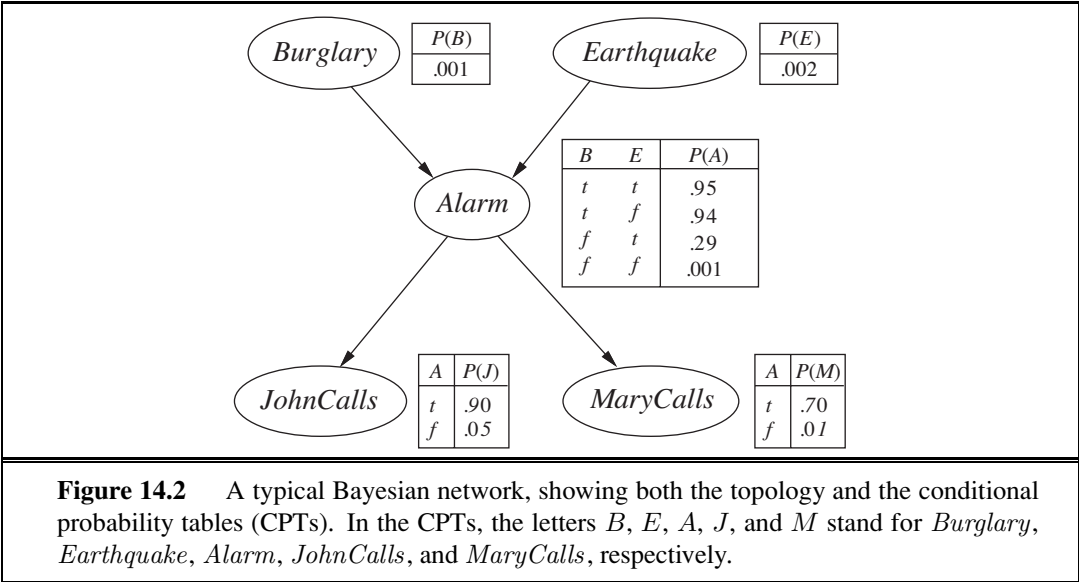 Burglary
P(B)
.001
Earthquake
P(E)
.002
B E P(A)
t t .95
t f .94
f t .29
f f .001
Alarm
JohnCalls
A P(J)
t .90
f .05
MaryCalls
A P(M)
t .70
f .01
Figure 14.2 A typical Bayesian network, showing both the topology and the conditional
probability tables (CPTs). In the CPTs, the letters B, E, A, J, and M stand for Burglary,
Earthquake, Alarm, JohnCalls, and MaryCalls, respectively.